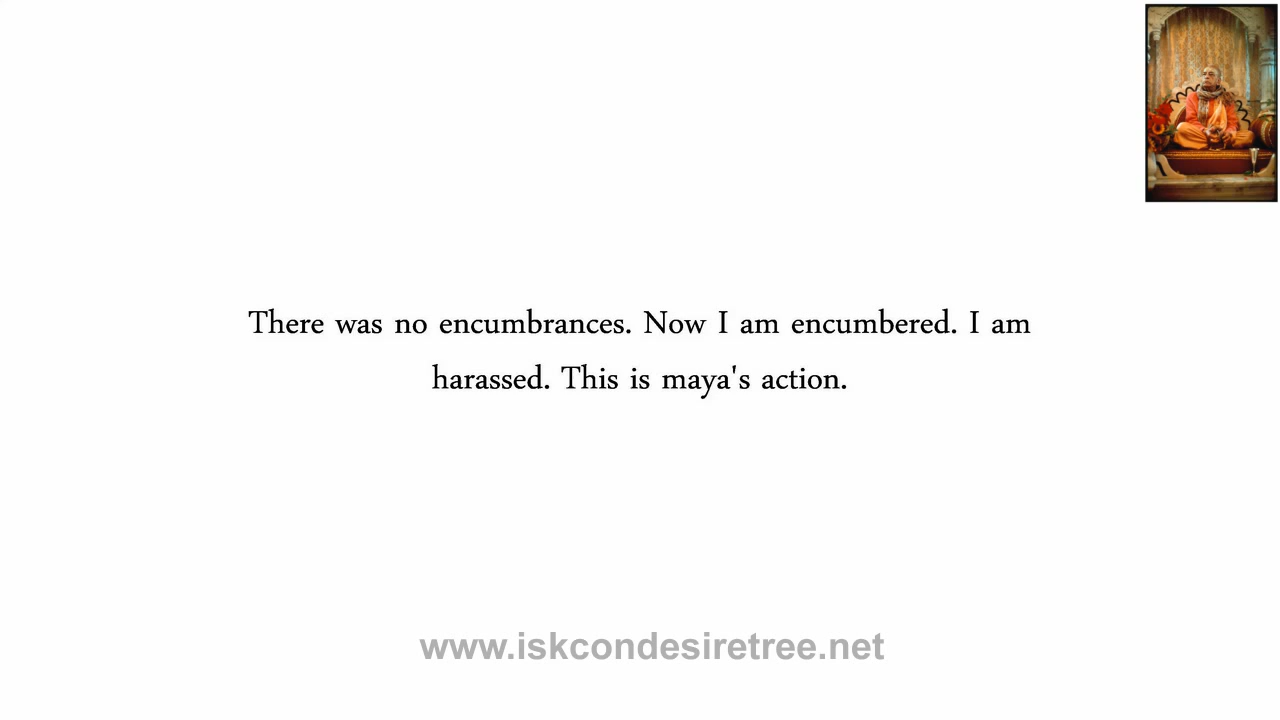 There was no encumbrances. Now I am encumbered. I am
harassed. This is maya's action.
www.iskcondesiretree.net